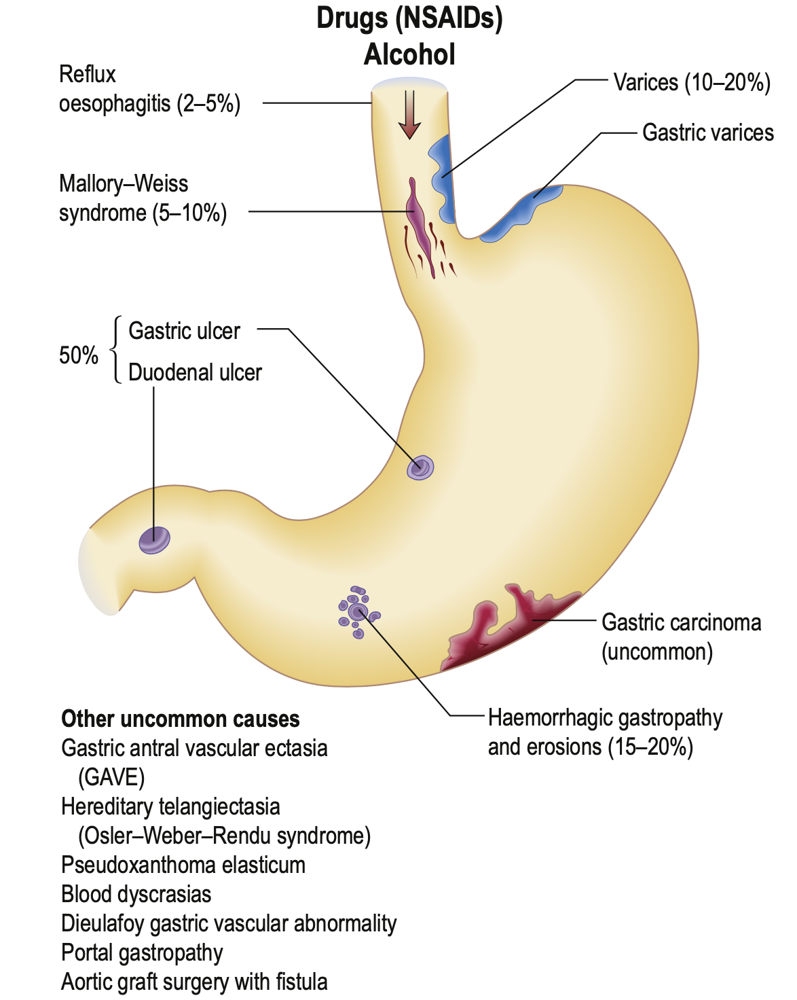 Drugs (NSAIDs)
Alcohol
Reflux
oesophagitis (2–5%)
Varices (10–20%)
Gastric varices
Mallory–Weiss
syndrome (5–10%)
50%
Gastric ulcer
Duodenal ulcer
Gastric carcinoma
(uncommon)
Haemorrhagic gastropathy
and erosions (15–20%)
Other uncommon causes
Gastric antral vascular ectasia
(GAVE)
Hereditary telangiectasia
(Osler–Weber–Rendu syndrome)
Pseudoxanthoma elasticum
Blood dyscrasias
Dieulafoy gastric vascular abnormality
Portal gastropathy
Aortic graft surgery with fistula